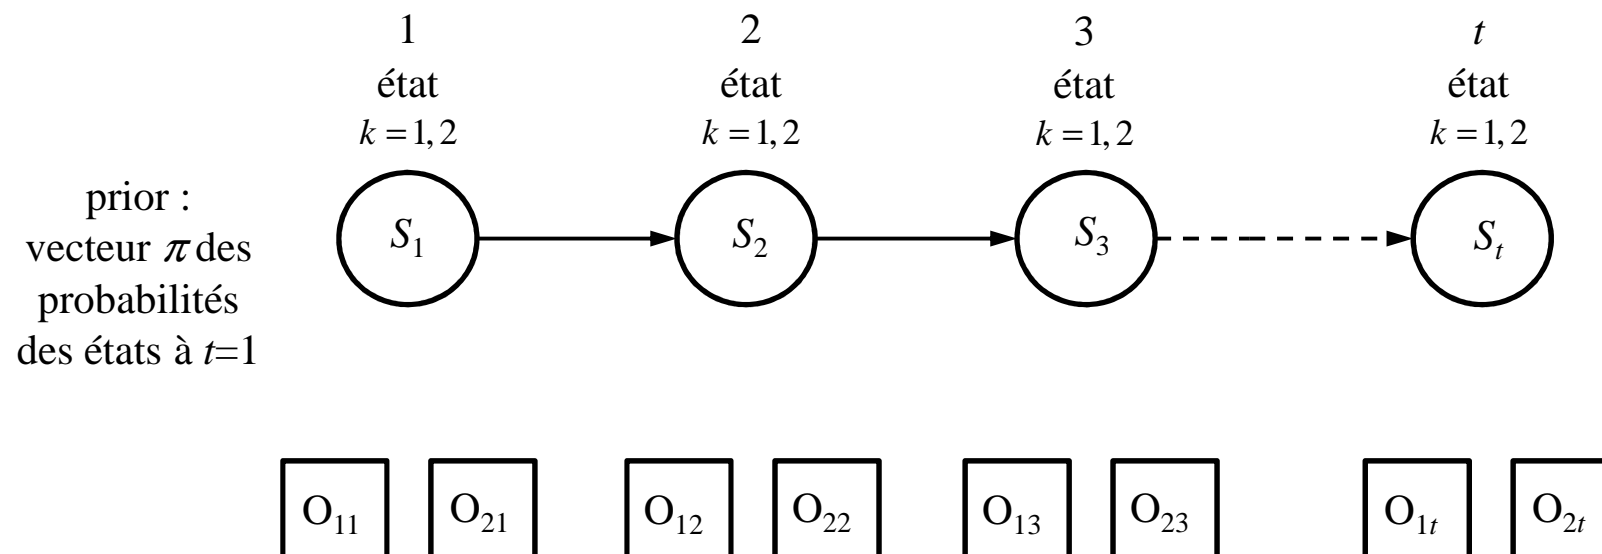 1 2 3 t
état état état état
k = 1, 2 k = 1, 2 k = 1, 2 k = 1, 2
prior :
vecteur π des
probabilités
des états à t=1
S1 S2 S3 St
O11 O21 O12 O22 O13 O23 O1t O2t